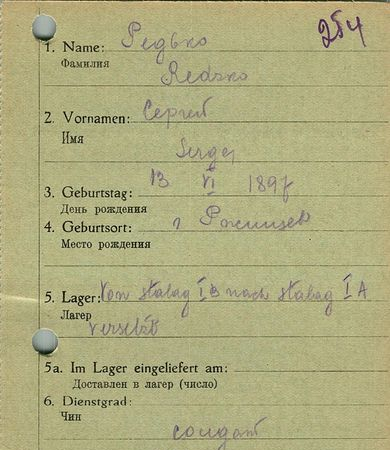 254
1. Name: Редько
Фамилия
Redsko
2. Vornamen: Сергей
Имя
Sergej
13 VI 1897
3. Geburtstag:
День рождения
4. Geburtsort: г
Место рождения
5. Lager: Von Stalag I B nach Stalag I A
Лагер
versetzt
5a. Im Lager eingeliefert am:
Доставлен в лагер (число)
6. Dienstgrad:
Чин
солдат